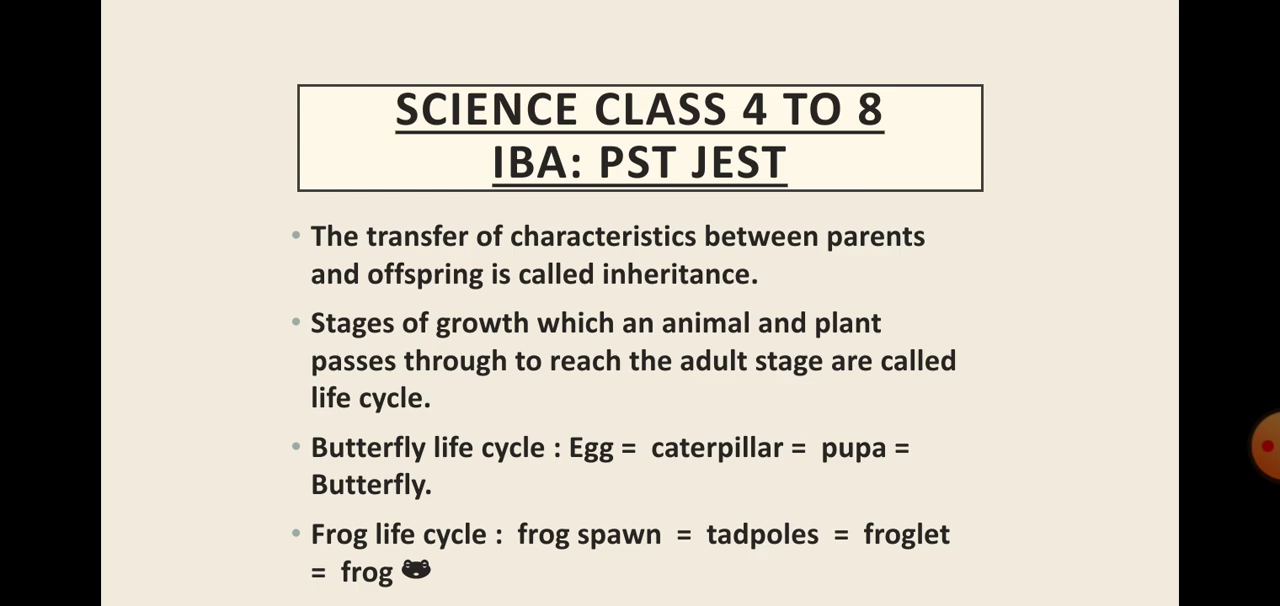 SCIENCE CLASS 4 TO 8
IBA: PST JEST
• The transfer of characteristics between parents
and offspring is called inheritance.
• Stages of growth which an animal and plant
passes through to reach the adult stage are called
life cycle.
• Butterfly life cycle : Egg = caterpillar = pupa =
Butterfly.
• Frog life cycle : frog spawn = tadpoles = froglet
= frog 🐸